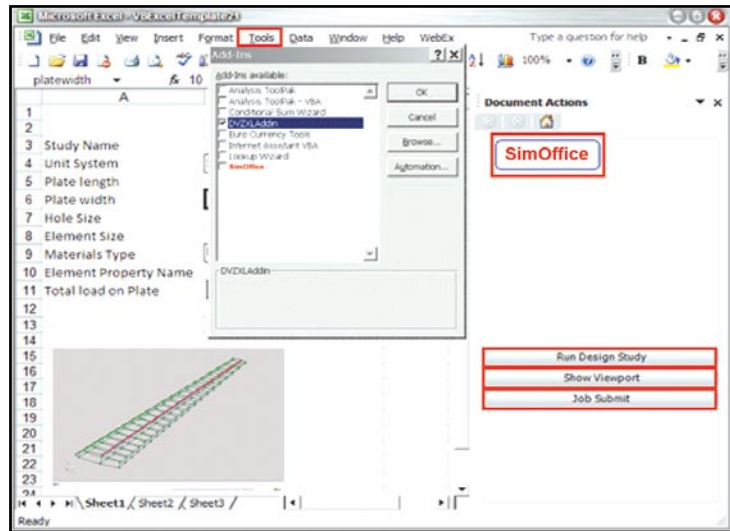 Microsoft Excel - VbExcelTemplate21
File Edit View Insert Format Tools Data Window Help WebEx Type a question for help
100% B
platewidth fx 10
Add-Ins
Add-Ins available:
Analysis ToolPak
Analysis ToolPak - VBA
Conditional Sum Wizard
DVZXLAddin
Euro Currency Tools
Internet Assistant VBA
Lookup Wizard
SimOffice
OK
Cancel
Browse...
Automation...
DVZXLAddin
Document Actions
SimOffice
Run Design Study
Show Viewport
Job Submit
A
1
2
3 Study Name
4 Unit System
5 Plate length
6 Plate width
7 Hole Size
8 Element Size
9 Materials Type
10 Element Property Name
11 Total load on Plate
12
13
14
15
16
17
18
19
20
21
22
23
24
Sheet1 / Sheet2 / Sheet3 /
Ready